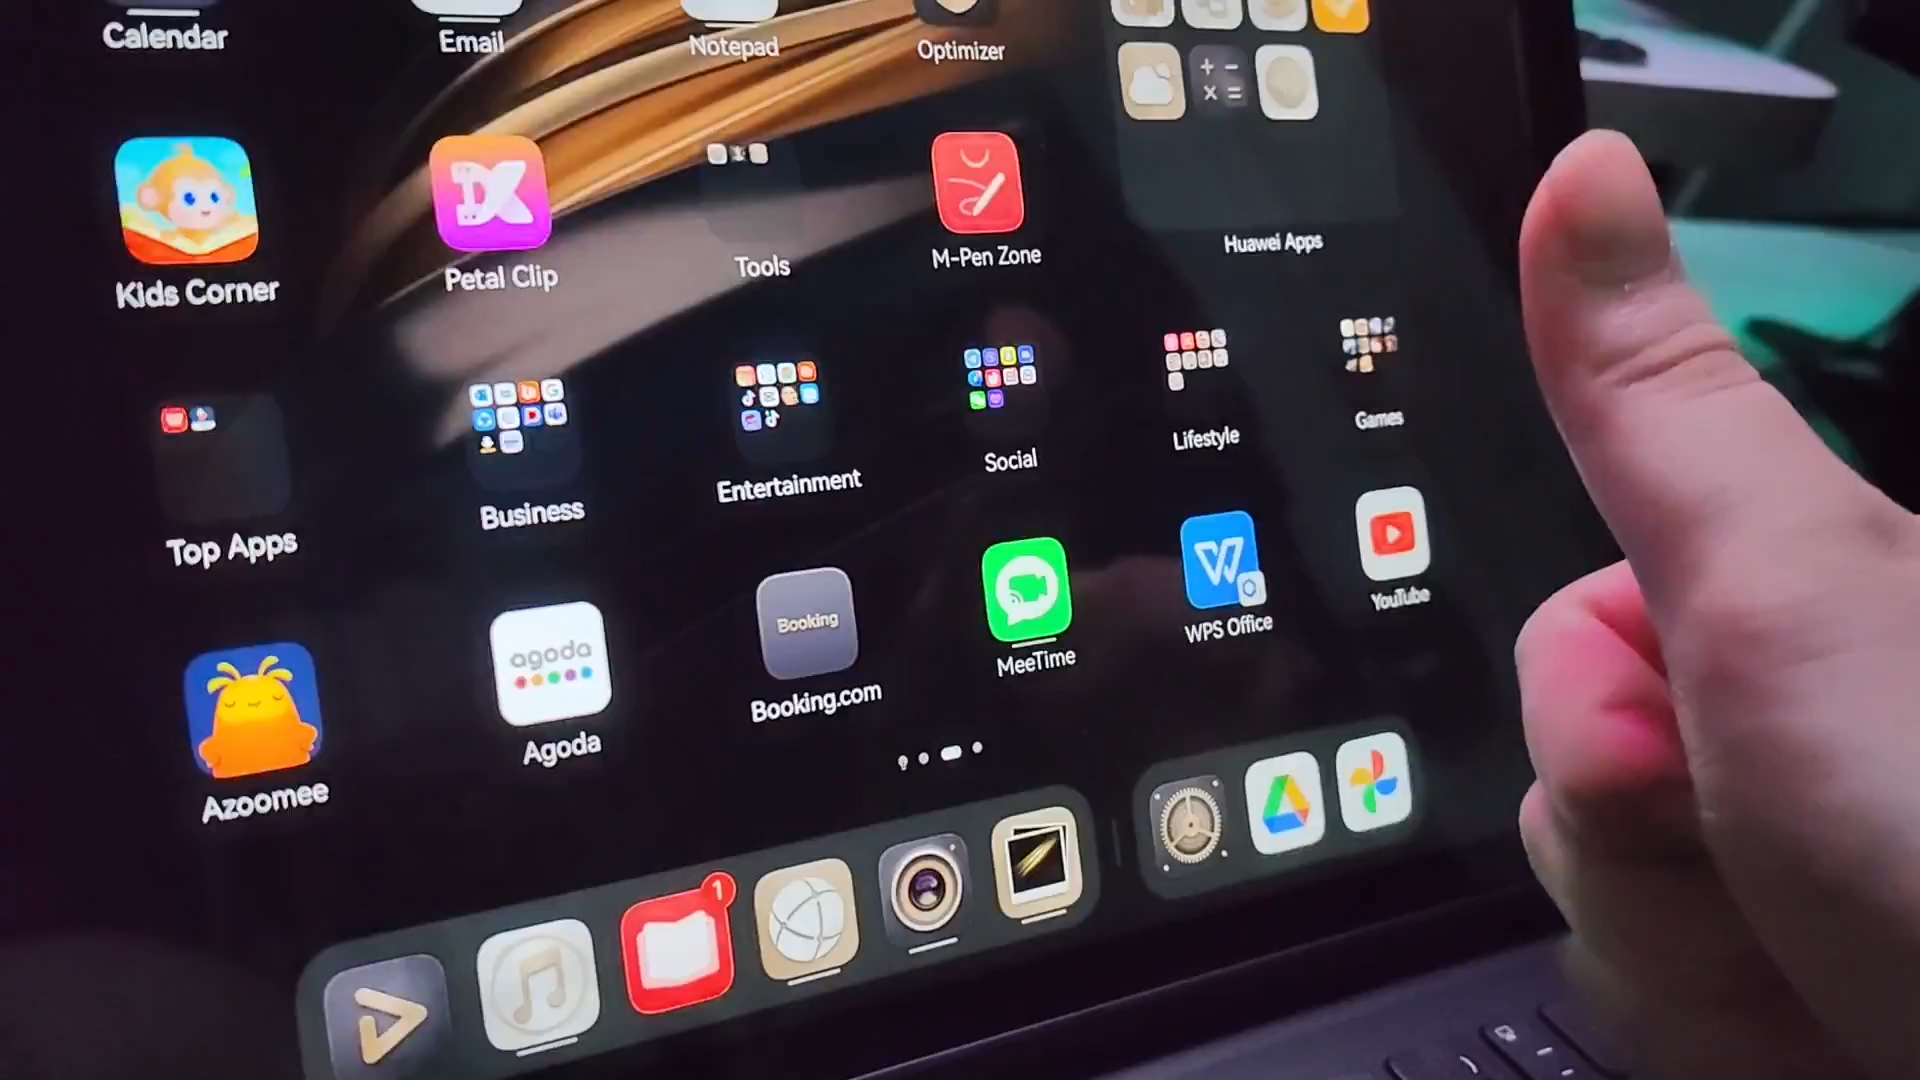 Calendar
Email
Notepad
Optimizer
Kids Corner
Petal Clip
Tools
M-Pen Zone
Huawei Apps
Top Apps
Business
Entertainment
Social
Lifestyle
Games
agoda
Booking
Azoomee
Agoda
Booking.com
MeeTime
WPS Office
YouTube
1